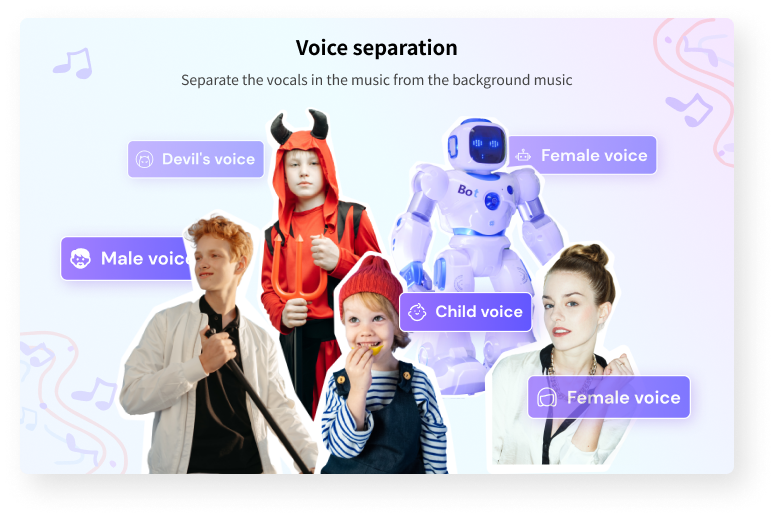 Voice separation
Separate the vocals in the music from the background music
Devil's voice
Female voice
Bot
Male voice
Child voice
Female voice